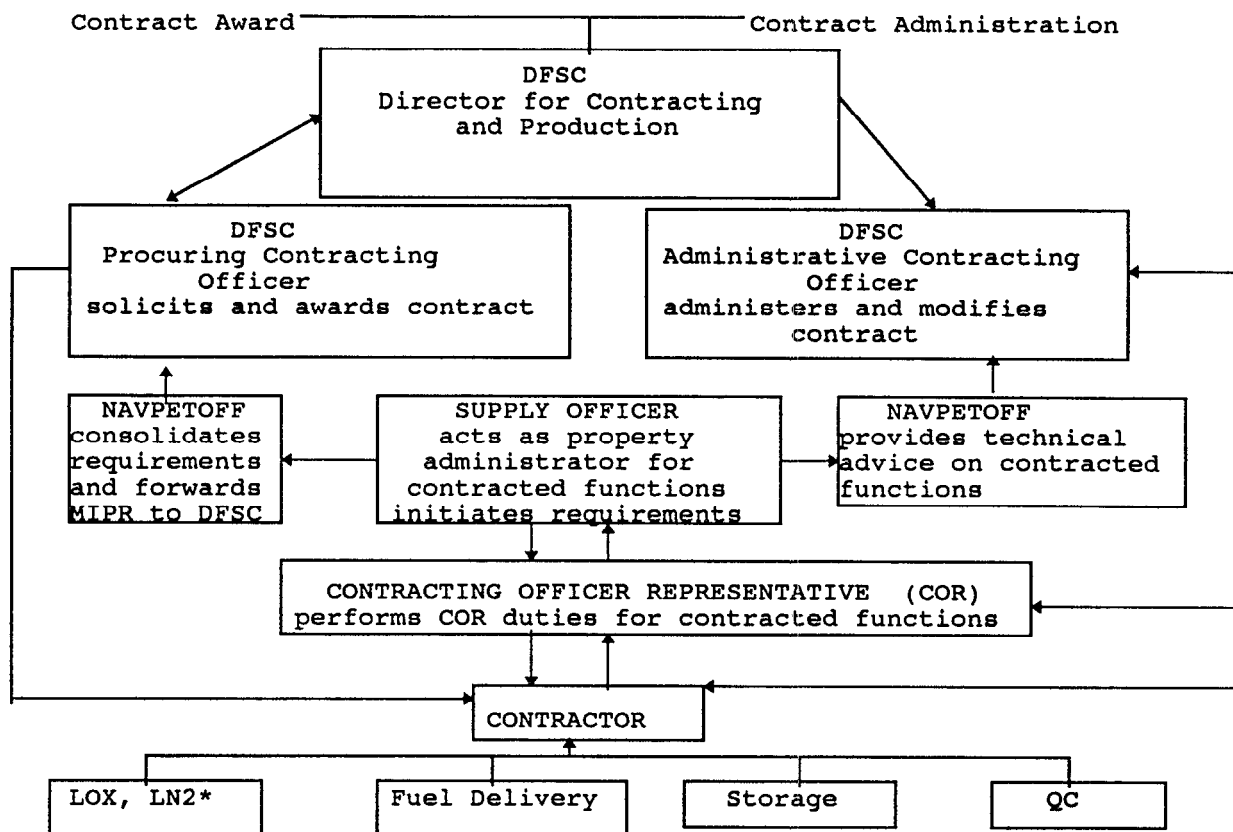 Contract Award
Contract Administration
DFSC
Director for Contracting
and Production
DFSC
Procuring Contracting
Officer
solicits and awards contract
DFSC
Administrative Contracting
Officer
administers and modifies
contract
NAVPETOFF
consolidates
requirements
and forwards
MIPR to DFSC
SUPPLY OFFICER
acts as property
administrator for
contracted functions
initiates requirements
NAVPETOFF
provides technical
advice on contracted
functions
CONTRACTING OFFICER REPRESENTATIVE (COR)
performs COR duties for contracted functions
CONTRACTOR
LOX, LN2*
Fuel Delivery
Storage
QC